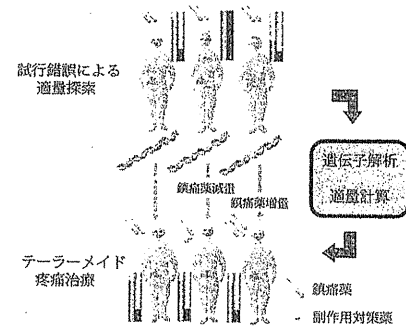 試行錯誤による
適量探索
遺伝子解析
適量計算
鎮痛薬減量
鎮痛薬増量
テーラーメイド
疼痛治療
鎮痛薬
副作用対策薬